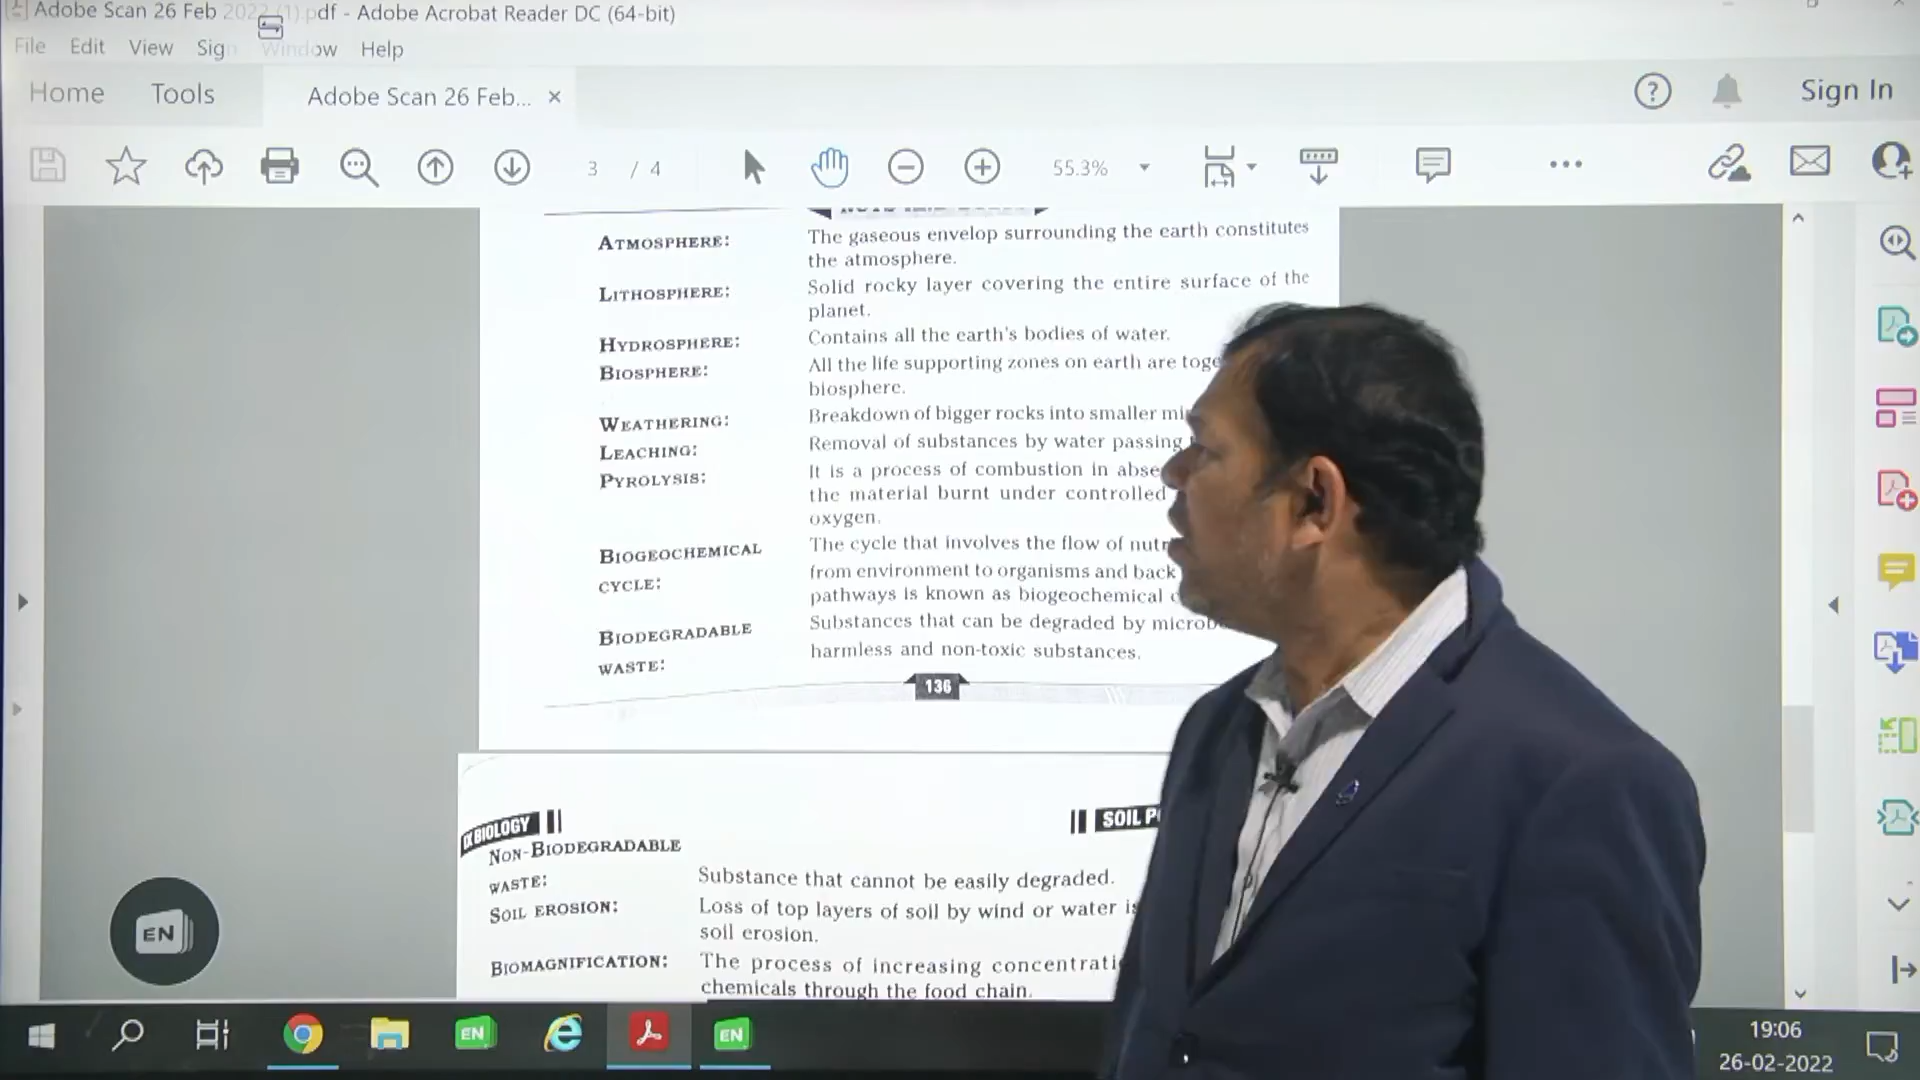 Adobe Scan 26 Feb 2022 (1).pdf - Adobe Acrobat Reader DC (64-bit)
File Edit View Sign Window Help
Home Tools Adobe Scan 26 Feb... × Sign In
3 / 4 55.3%
ATMOSPHERE: The gaseous envelop surrounding the earth constitutes
the atmosphere.
LITHOSPHERE: Solid rocky layer covering the entire surface of the
planet.
HYDROSPHERE: Contains all the earth's bodies of water.
BIOSPHERE: All the life supporting zones on earth are
biosphere.
WEATHERING: Breakdown of bigger rocks into smaller
LEACHING: Removal of substances by water passing
PYROLYSIS: It is a process of combustion in
the material burnt under controlled
oxygen.
BIOGEOCHEMICAL The cycle that involves the flow of
CYCLE: from environment to organisms and back
pathways is known as biogeochemical
BIODEGRADABLE Substances that can be degraded by
WASTE: harmless and non-toxic substances.
136
IX BIOLOGY SOIL
NON-BIODEGRADABLE
WASTE: Substance that cannot be easily degraded.
SOIL EROSION: Loss of top layers of soil by wind or water
soil erosion.
BIOMAGNIFICATION: The process of increasing
chemicals through the food chain.
EN
EN EN
19:06
26-02-2022